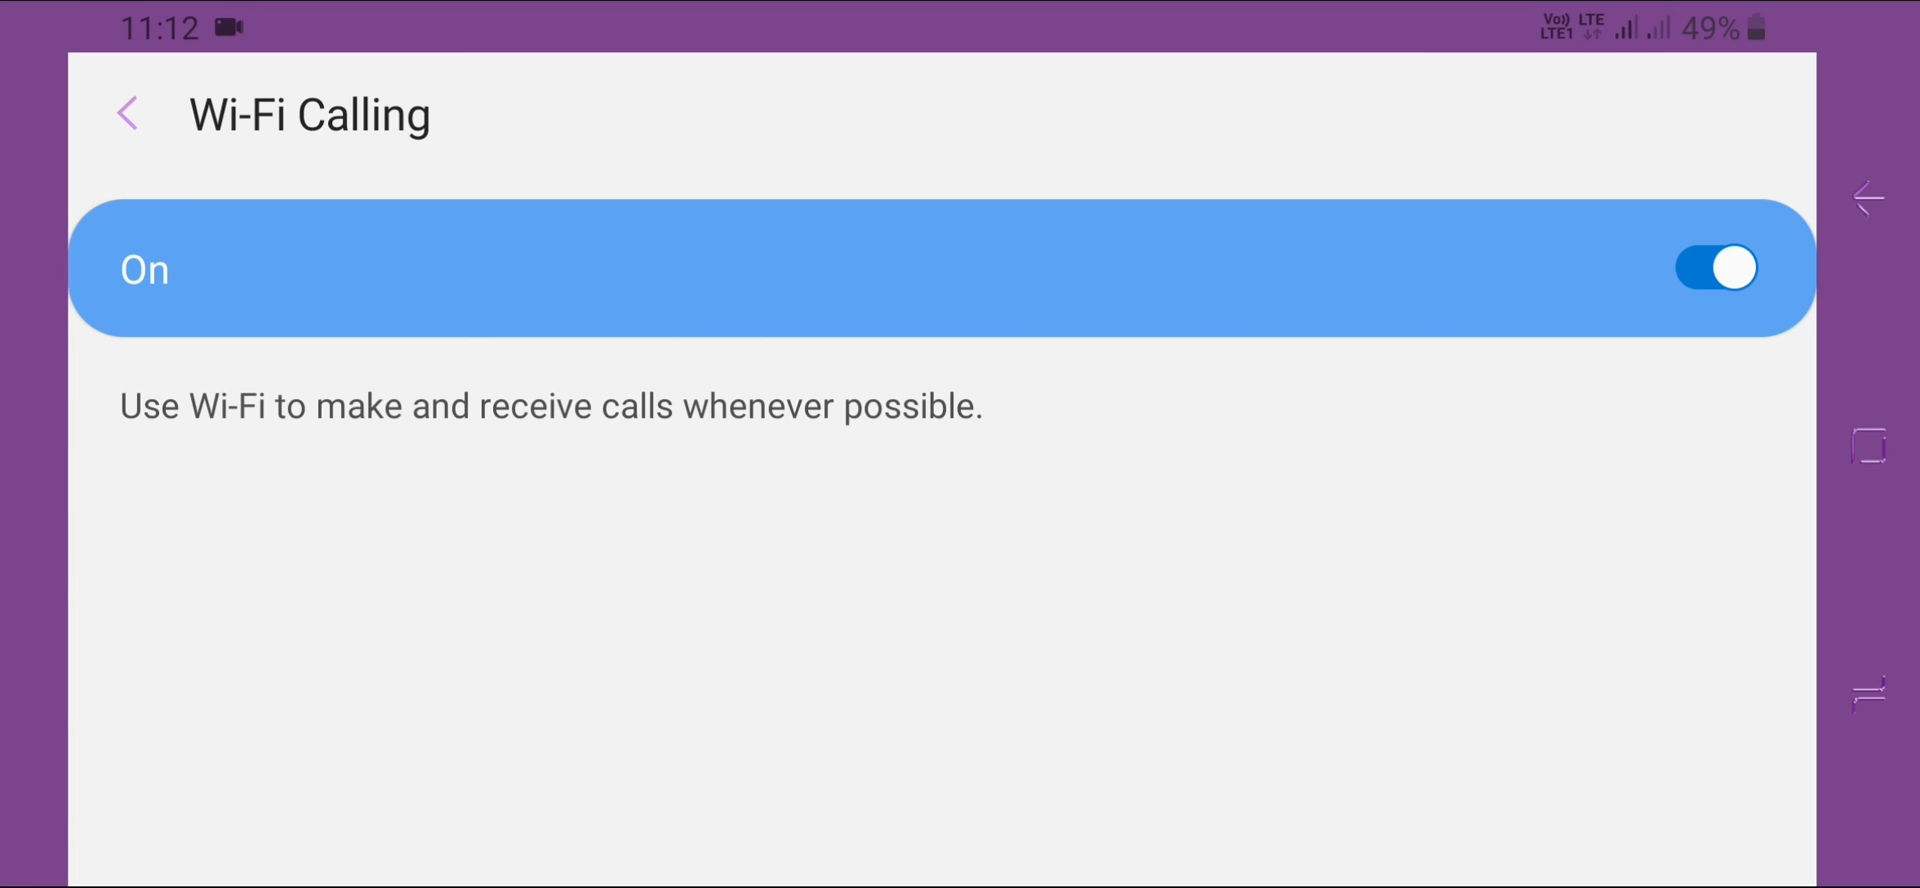 11:12
Vo)) LTE
LTE1
49%
Wi-Fi Calling
On
Use Wi-Fi to make and receive calls whenever possible.